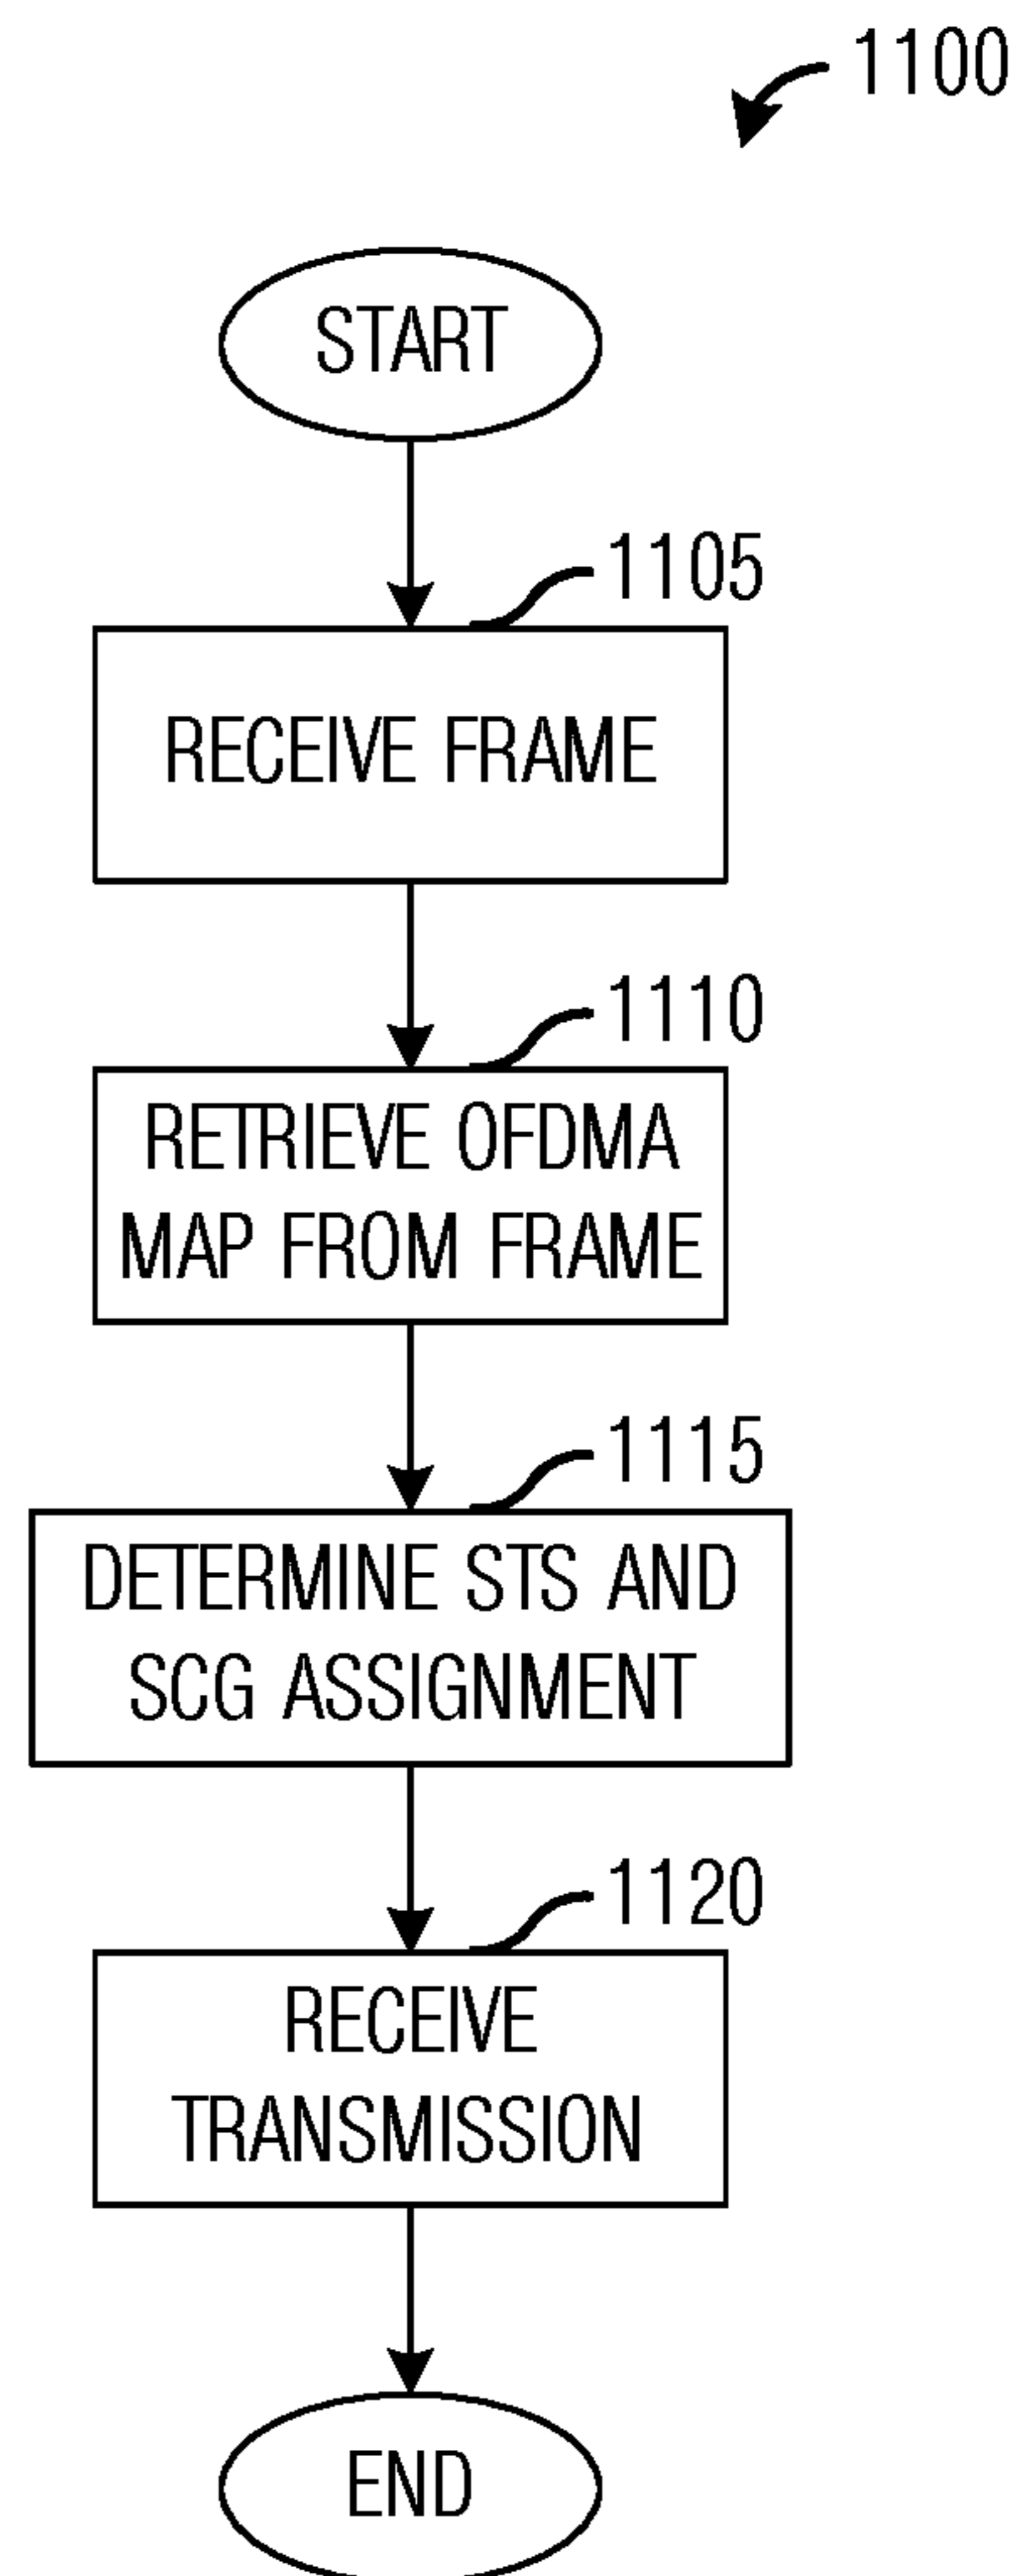 1100
START
1105
RECEIVE FRAME
1110
RETRIEVE OFDMA
MAP FROM FRAME
1115
DETERMINE STS AND
SCG ASSIGNMENT
1120
RECEIVE
TRANSMISSION
END